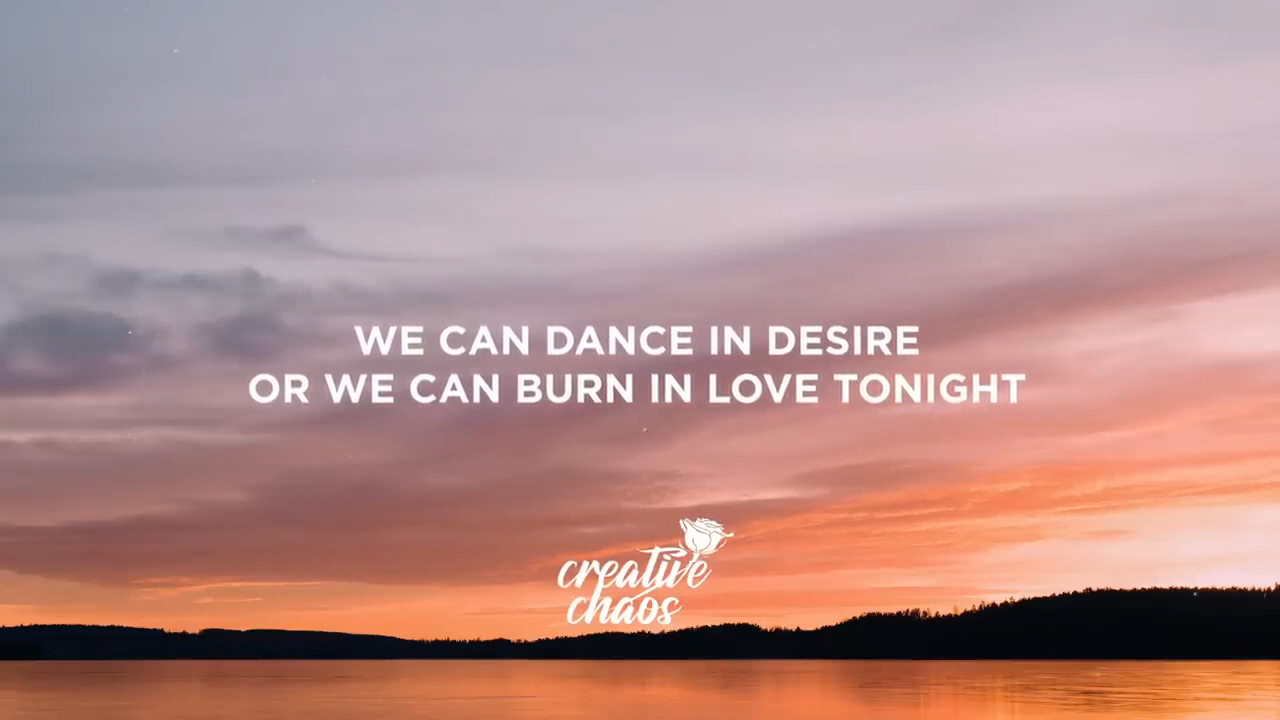 WE CAN DANCE IN DESIRE
OR WE CAN BURN IN LOVE TONIGHT
creative
chaos